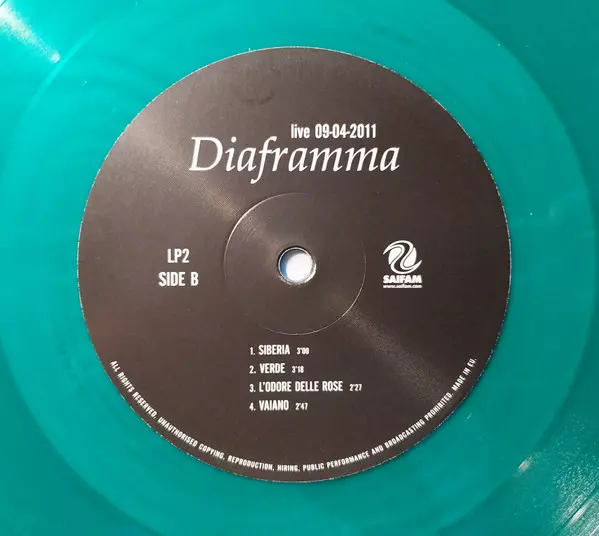 live 09-04-2011
Diaframma
LP2
SIDE B
SAIFAM
www.saifam.com
1. SIBERIA 3'00
2. VERDE 3'18
3. L'ODORE DELLE ROSE 2'27
4. VAIANO 2'47
ALL RIGHTS RESERVED. UNAUTHORISED COPYING, REPRODUCTION, HIRING, PUBLIC PERFORMANCE AND BROADCASTING PROHIBITED. MADE IN EU.